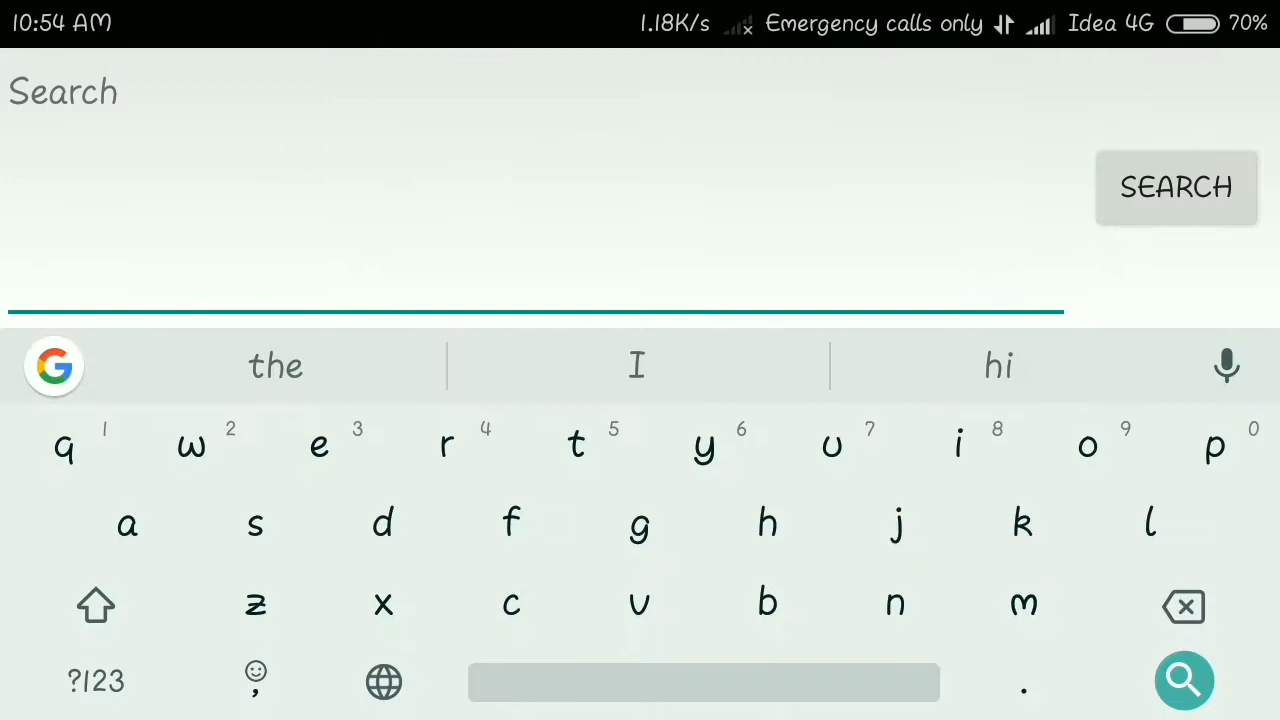 10:54 AM 1.18K/s Emergency calls only Idea 4G 70%
Search
SEARCH
the I hi
q 1 w 2 e 3 r 4 t 5 y 6 u 7 i 8 o 9 p 0
a s d f g h j k l
z x c v b n m
?123 , .